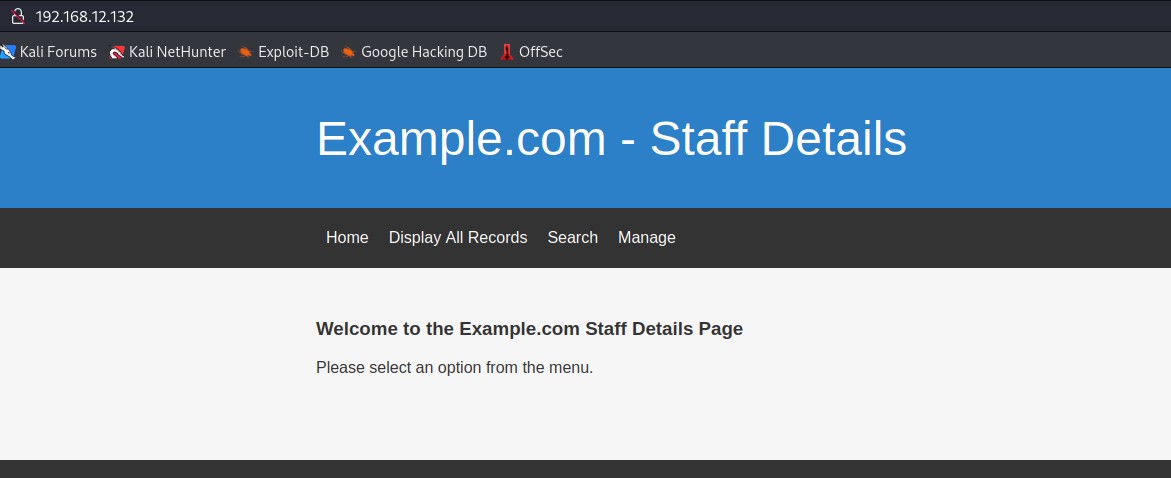 192.168.12.132
Kali Forums Kali NetHunter Exploit-DB Google Hacking DB OffSec
Example.com - Staff Details
Home Display All Records Search Manage
Welcome to the Example.com Staff Details Page
Please select an option from the menu.